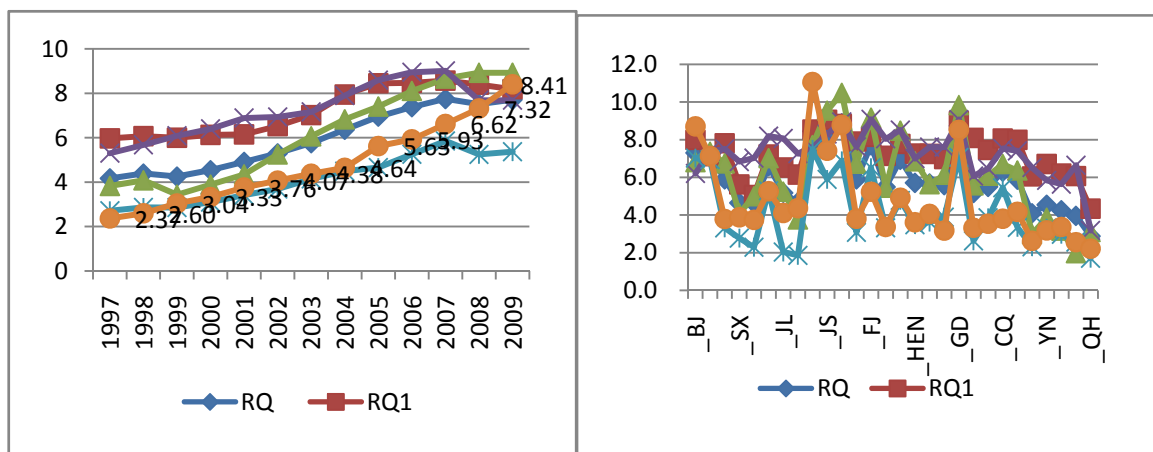 10
8
6
4
2
0
2.37
2.60
3.04
3.33
3.76
4.07
4.38
4.64
5.63
5.93
6.62
7.32
8.41
1997
1998
1999
2000
2001
2002
2003
2004
2005
2006
2007
2008
2009
RQ
RQ1
12.0
10.0
8.0
6.0
4.0
2.0
0.0
_BJ
_SX
_JL
_JS
_FJ
_HEN
_GD
_CQ
_YN
_QH
RQ
RQ1